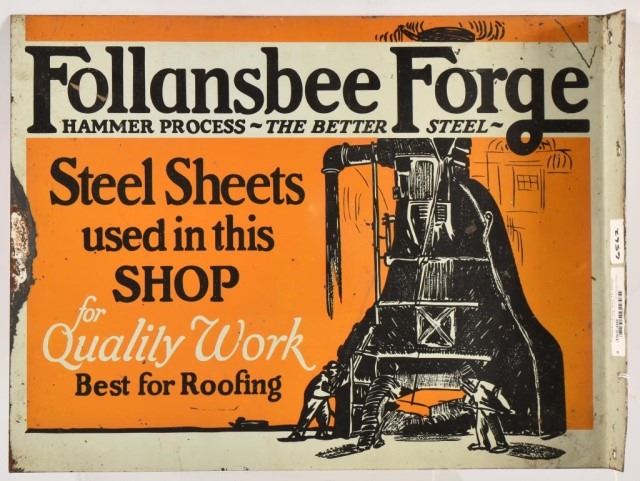 Follansbee Forge
HAMMER PROCESS ~ THE BETTER STEEL ~
Steel Sheets
used in this
SHOP
for
Quality Work
Best for Roofing